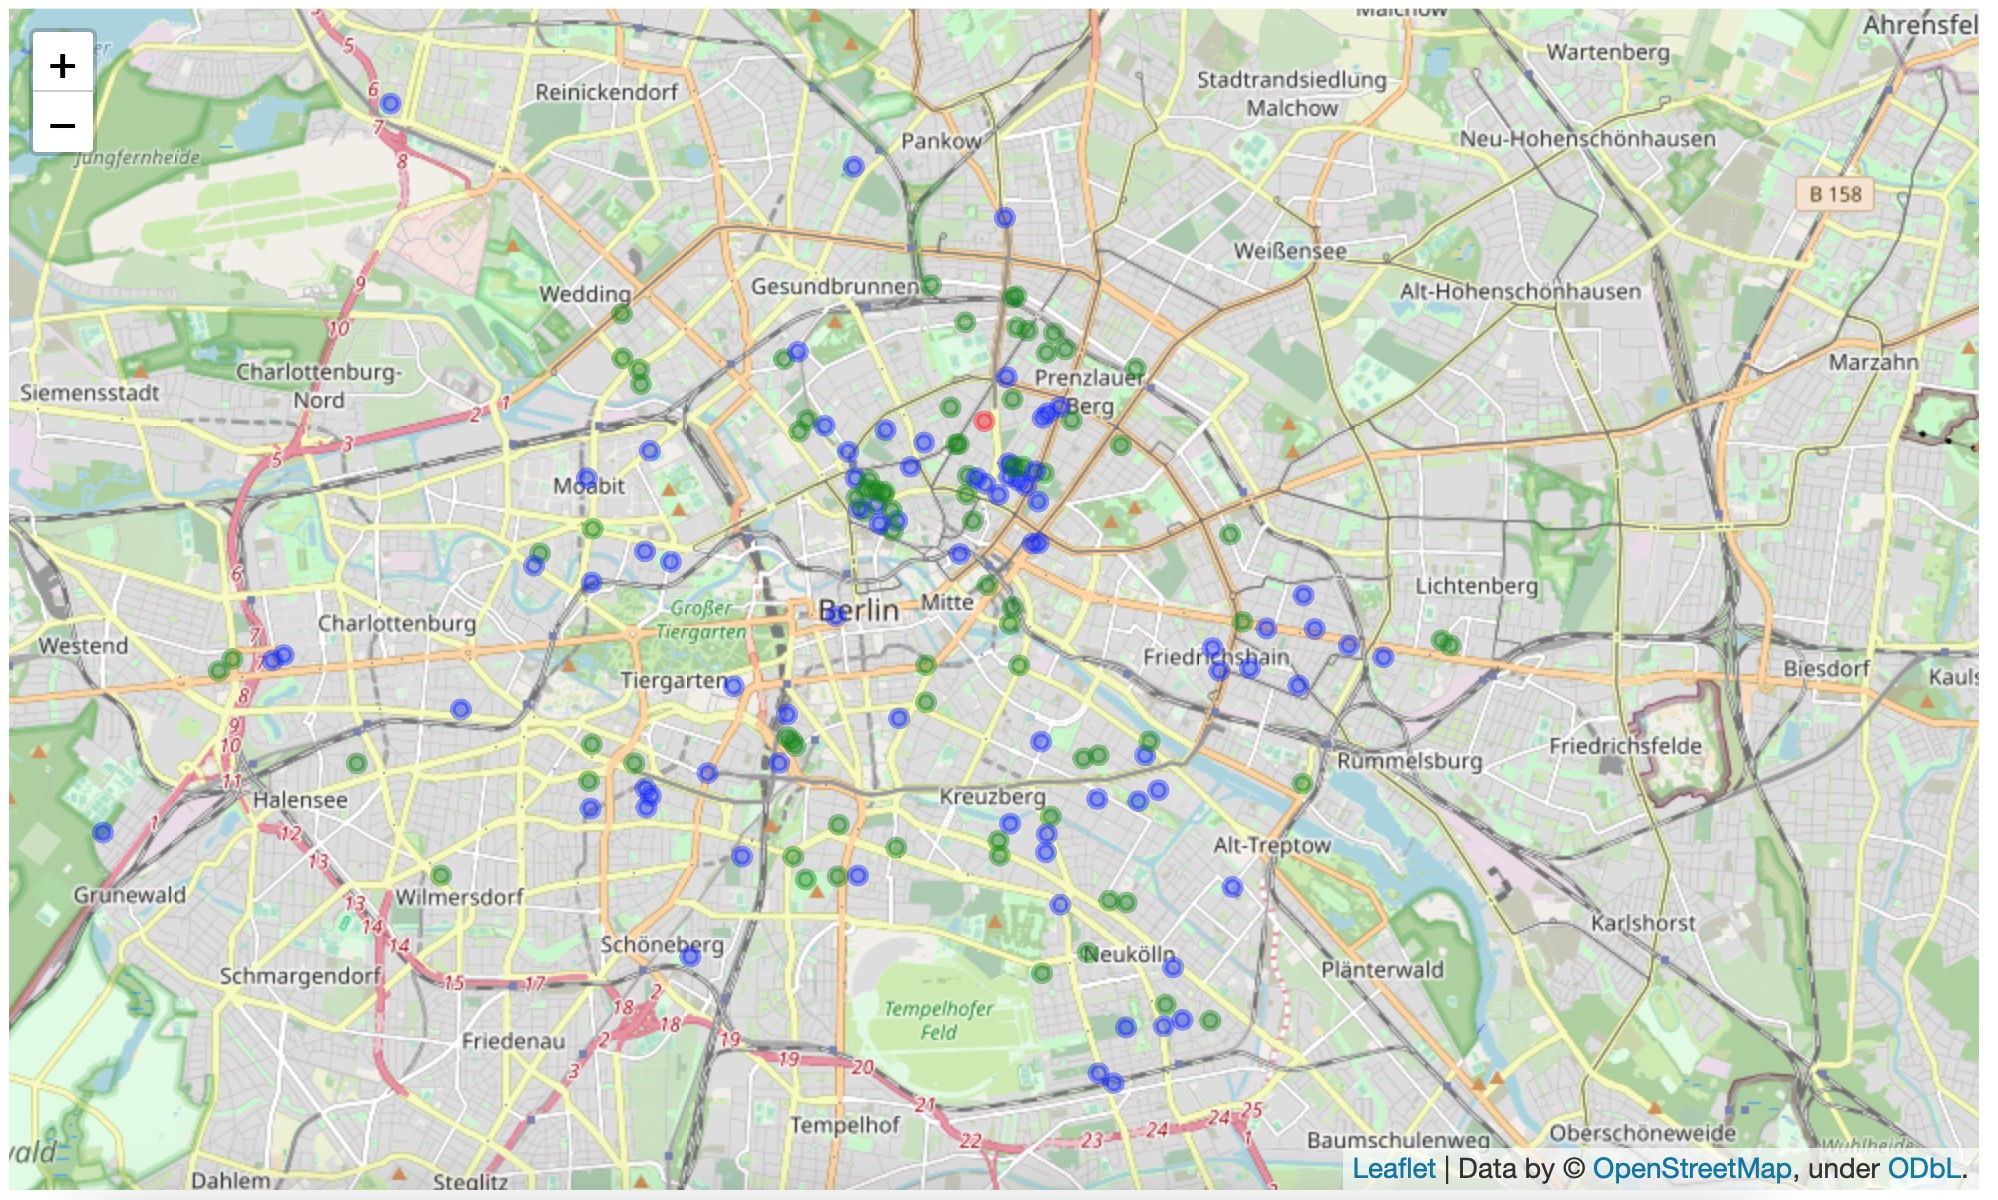 Malchow
Ahrensfel
5
Wartenberg
+
6
Reinickendorf
Stadtrandsiedlung
Malchow
−
7
Pankow
Neu-Hohenschönhausen
Jungfernheide
8
B 158
Weißensee
9
Wedding
Gesundbrunnen
Alt-Hohenschönhausen
10
Charlottenburg-
Nord
Siemensstadt
Prenzlauer
Berg
Marzahn
2
1
3
5
Moabit
6
Lichtenberg
Berlin
Mitte
Großer
Tiergarten
Charlottenburg
7
Westend
7
Friedrichshain
Biesdorf
Kauls
Tiergarten
8
9
10
Friedrichsfelde
Rummelsburg
11
Halensee
Kreuzberg
1
12
13
Alt-Treptow
Grunewald
Wilmersdorf
13
14
14
Schöneberg
Karlshorst
Neukölln
Schmargendorf
15
17
Plänterwald
2
18
18
Tempelhofer
Feld
Friedenau
2
19
19
20
3
21
Tempelhof
22
23
24
24
25
1
Baumschulenweg
Oberschöneweide
Wuhlheide
wald
Dahlem
Steglitz
2
Leaflet | Data by © OpenStreetMap, under ODbL.